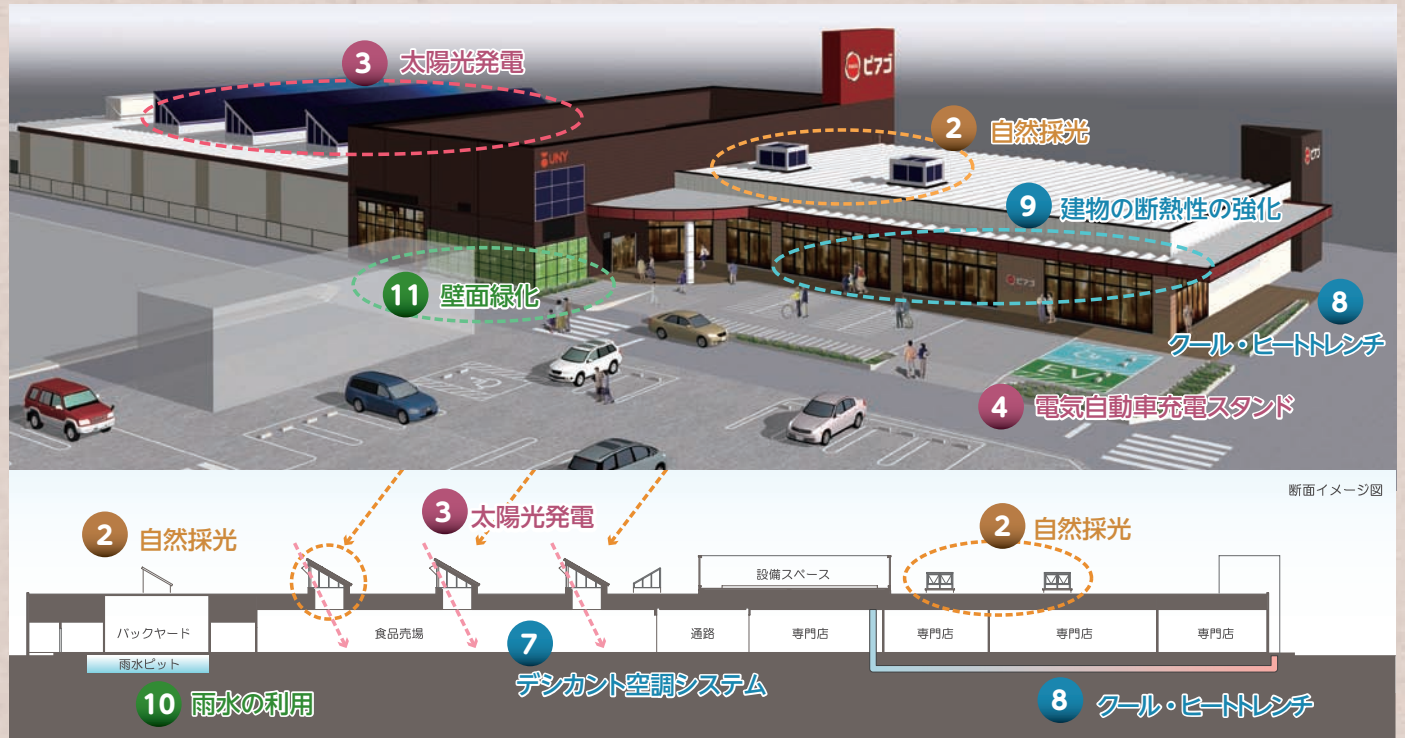 3 太陽光発電
ピアゴ
2 自然採光
UNY
ピアゴ
9 建物の断熱性の強化
11 壁面緑化
ピアゴ
8
クール・ヒートトレンチ
EV
4 電気自動車充電スタンド
断面イメージ図
3 太陽光発電
2 自然採光
2 自然採光
設備スペース
バックヤード
食品売場
通路
専門店
専門店
専門店
専門店
雨水ピット
7
デシカント空調システム
10 雨水の利用
8 クール・ヒートトレンチ